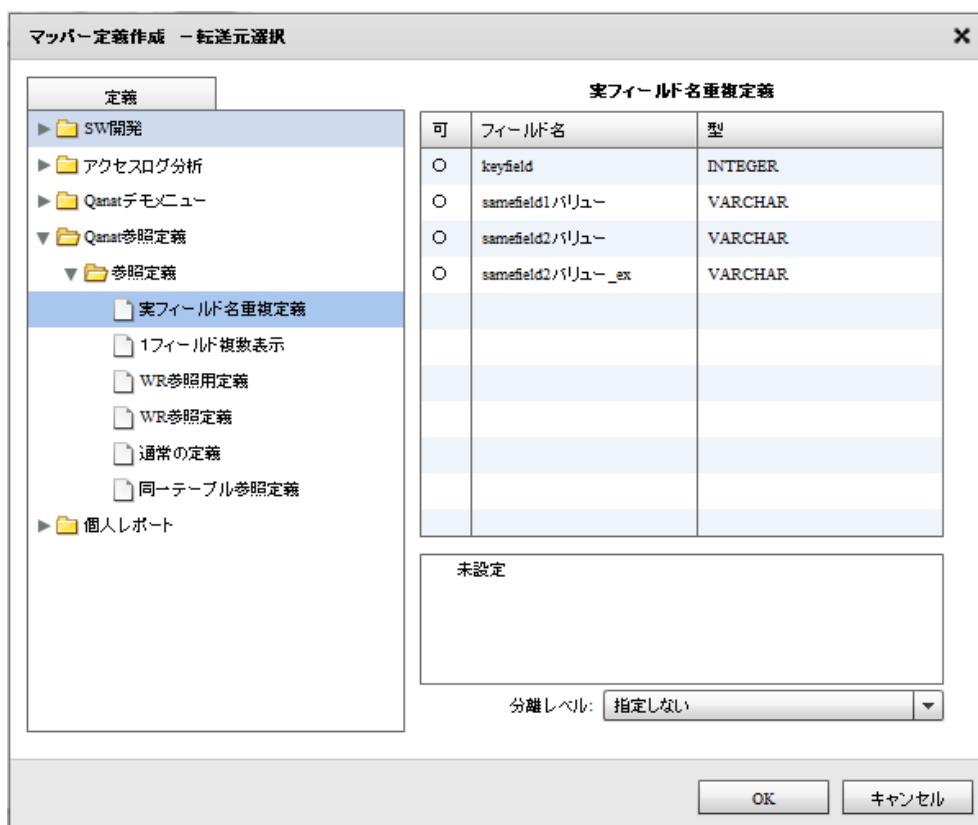 マッパー定義作成 －転送元選択
定義
SW開発
アクセスログ分析
Qanatデモメニュー
Qanat参照定義
参照定義
実フィールド名重複定義
1フィールド複数表示
WR参照用定義
WR参照定義
通常の定義
同一テーブル参照定義
個人レポート
実フィールド名重複定義
可 フィールド名 型
○ keyfield INTEGER
○ samefield1バリュー VARCHAR
○ samefield2バリュー VARCHAR
○ samefield2バリュー_ex VARCHAR
未設定
分離レベル: 指定しない
OK キャンセル